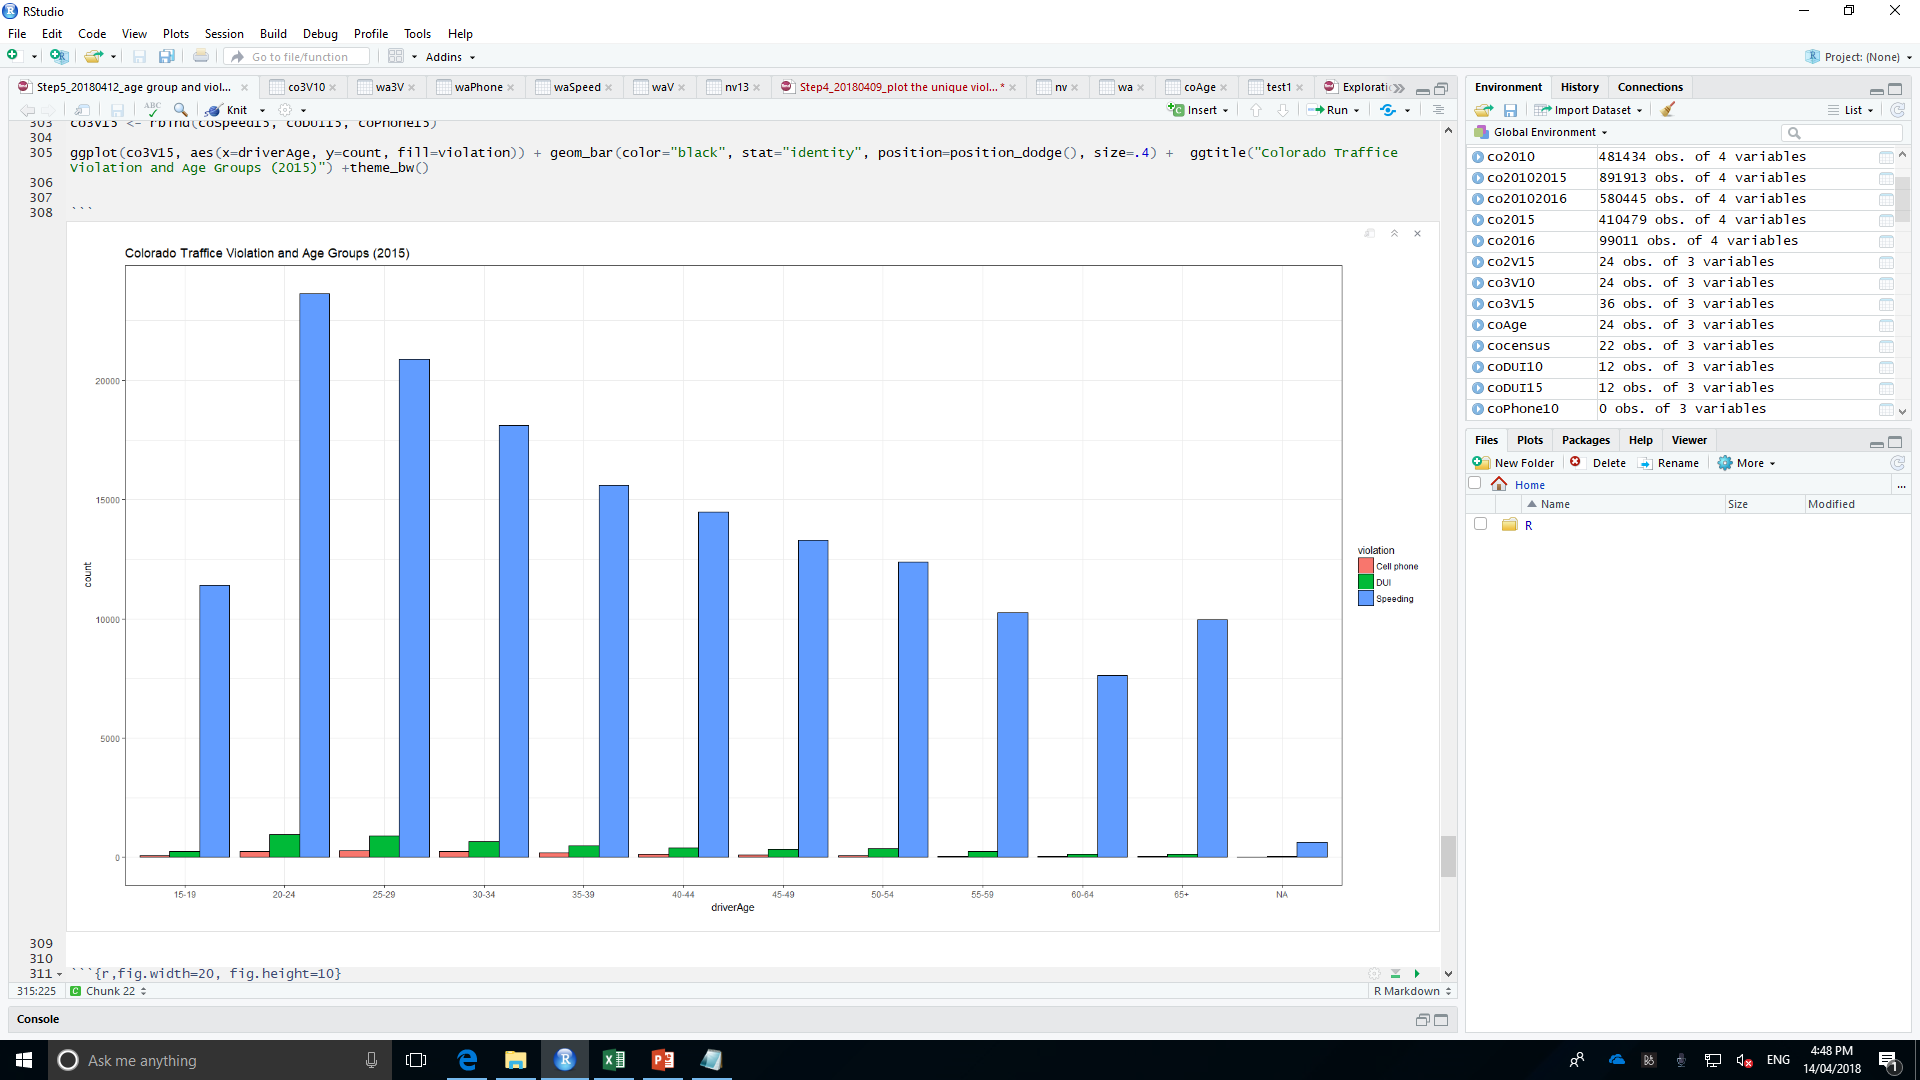 RStudio
File Edit Code View Plots Session Build Debug Profile Tools Help
Go to file/function Addins Project: (None)
Step5_20180412_age group and viol... co3V10 wa3V waPhone waSpeed waV nv13 Step4_20180409_plot the unique viol...* nv wa coAge test1 Explorati
ABC Knit Insert Run
303 co3V15 <- rbind(coSpeed15, coDUI15, coPhone15)
304
305 ggplot(co3V15, aes(x=driverAge, y=count, fill=violation)) + geom_bar(color="black", stat="identity", position=position_dodge(), size=.4) + ggtitle("Colorado Traffice
Violation and Age Groups (2015)") +theme_bw()
306
307
308 ```
Colorado Traffice Violation and Age Groups (2015)
20000
15000
10000
5000
0
count
15-19 20-24 25-29 30-34 35-39 40-44 45-49 50-54 55-59 60-64 65+ NA
driverAge
violation
Cell phone
DUI
Speeding
309
310
311 ```{r,fig.width=20, fig.height=10}
315:225 C Chunk 22 R Markdown
Console
Environment History Connections
Import Dataset List
Global Environment
co2010 481434 obs. of 4 variables
co20102015 891913 obs. of 4 variables
co20102016 580445 obs. of 4 variables
co2015 410479 obs. of 4 variables
co2016 99011 obs. of 4 variables
co2V15 24 obs. of 3 variables
co3V10 24 obs. of 3 variables
co3V15 36 obs. of 3 variables
coAge 24 obs. of 3 variables
cocensus 22 obs. of 3 variables
coDUI10 12 obs. of 3 variables
coDUI15 12 obs. of 3 variables
coPhone10 0 obs. of 3 variables
Files Plots Packages Help Viewer
New Folder Delete Rename More
Home ...
Name Size Modified
R
Ask me anything
ENG
4:48 PM
14/04/2018
1